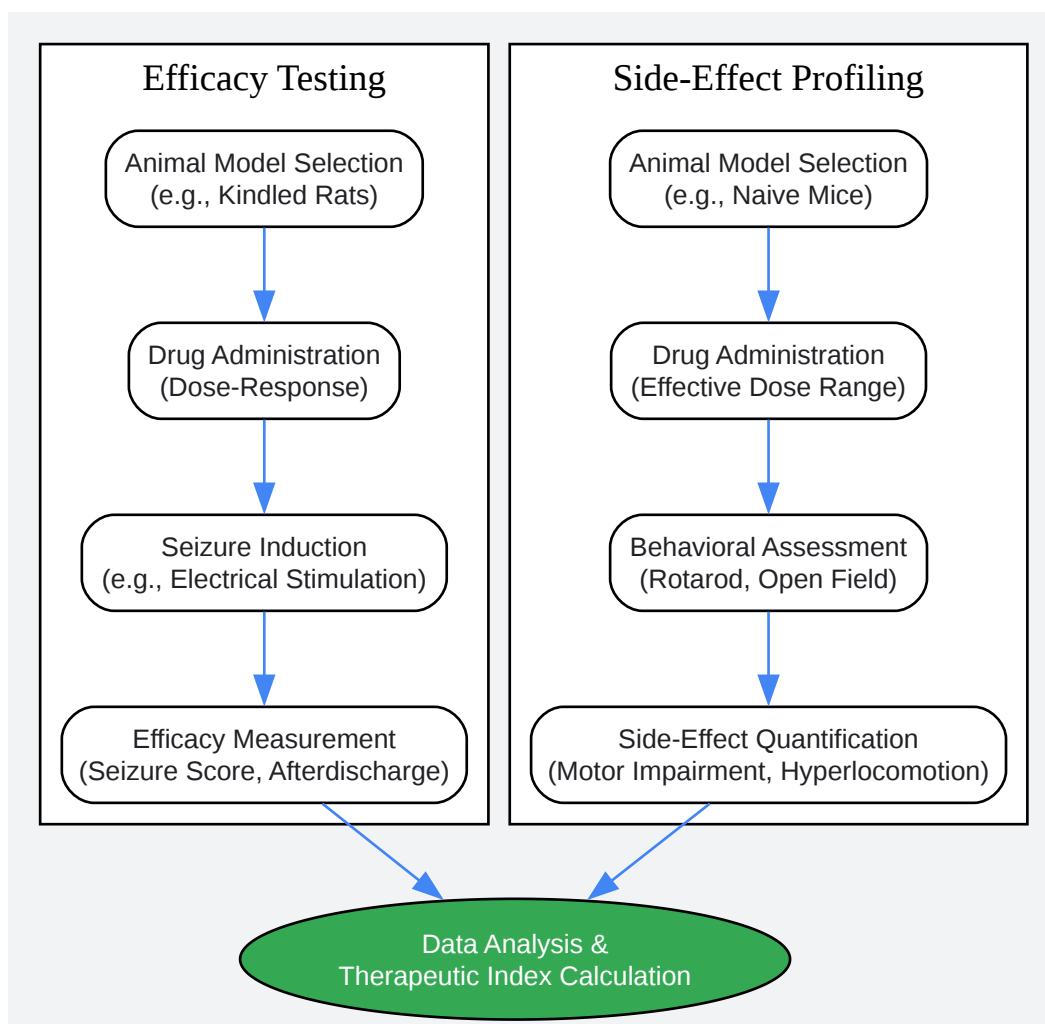 Efficacy Testing
Animal Model Selection
(e.g., Kindled Rats)
Drug Administration
(Dose-Response)
Seizure Induction
(e.g., Electrical Stimulation)
Efficacy Measurement
(Seizure Score, Afterdischarge)
Side-Effect Profiling
Animal Model Selection
(e.g., Naive Mice)
Drug Administration
(Effective Dose Range)
Behavioral Assessment
(Rotarod, Open Field)
Side-Effect Quantification
(Motor Impairment, Hyperlocomotion)
Data Analysis &
Therapeutic Index Calculation